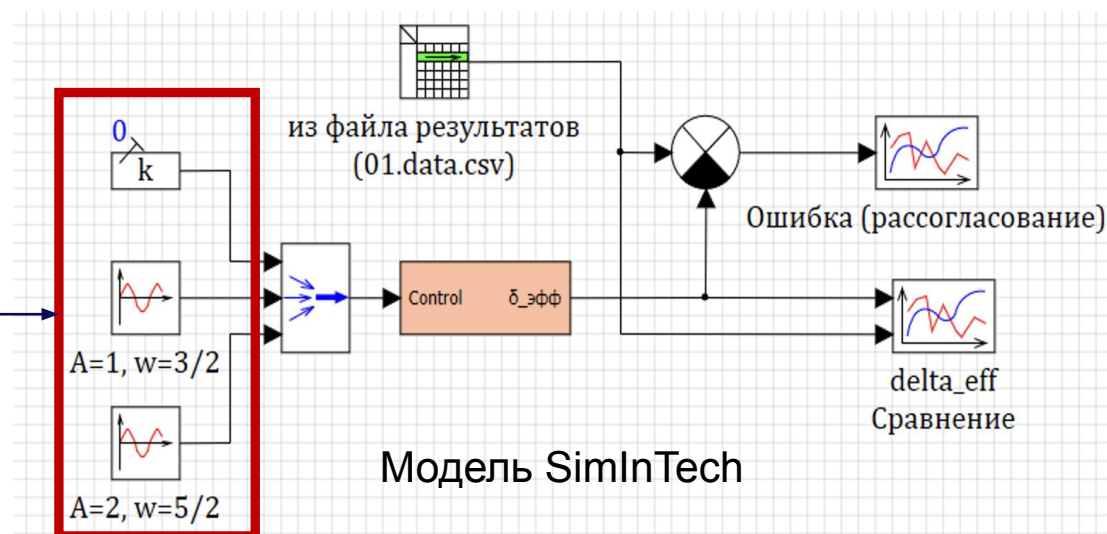 0
k
из файла результатов
(01.data.csv)
Ошибка (рассогласование)
Control δ_эфф
A=1, w=3/2
delta_eff
Сравнение
A=2, w=5/2
Модель SimInTech